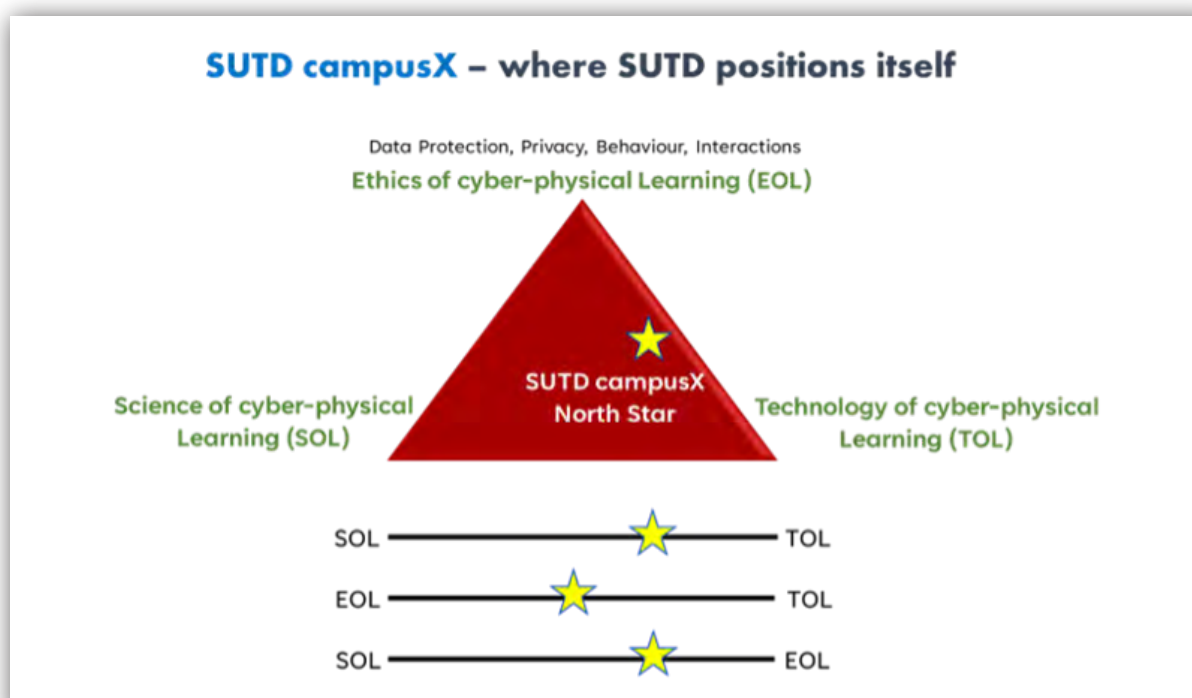 SUTD campusX – where SUTD positions itself
Data Protection, Privacy, Behaviour, Interactions
Ethics of cyber-physical Learning (EOL)
SUTD campusX
North Star
Science of cyber-physical
Learning (SOL)
Technology of cyber-physical
Learning (TOL)
SOL TOL
EOL TOL
SOL EOL